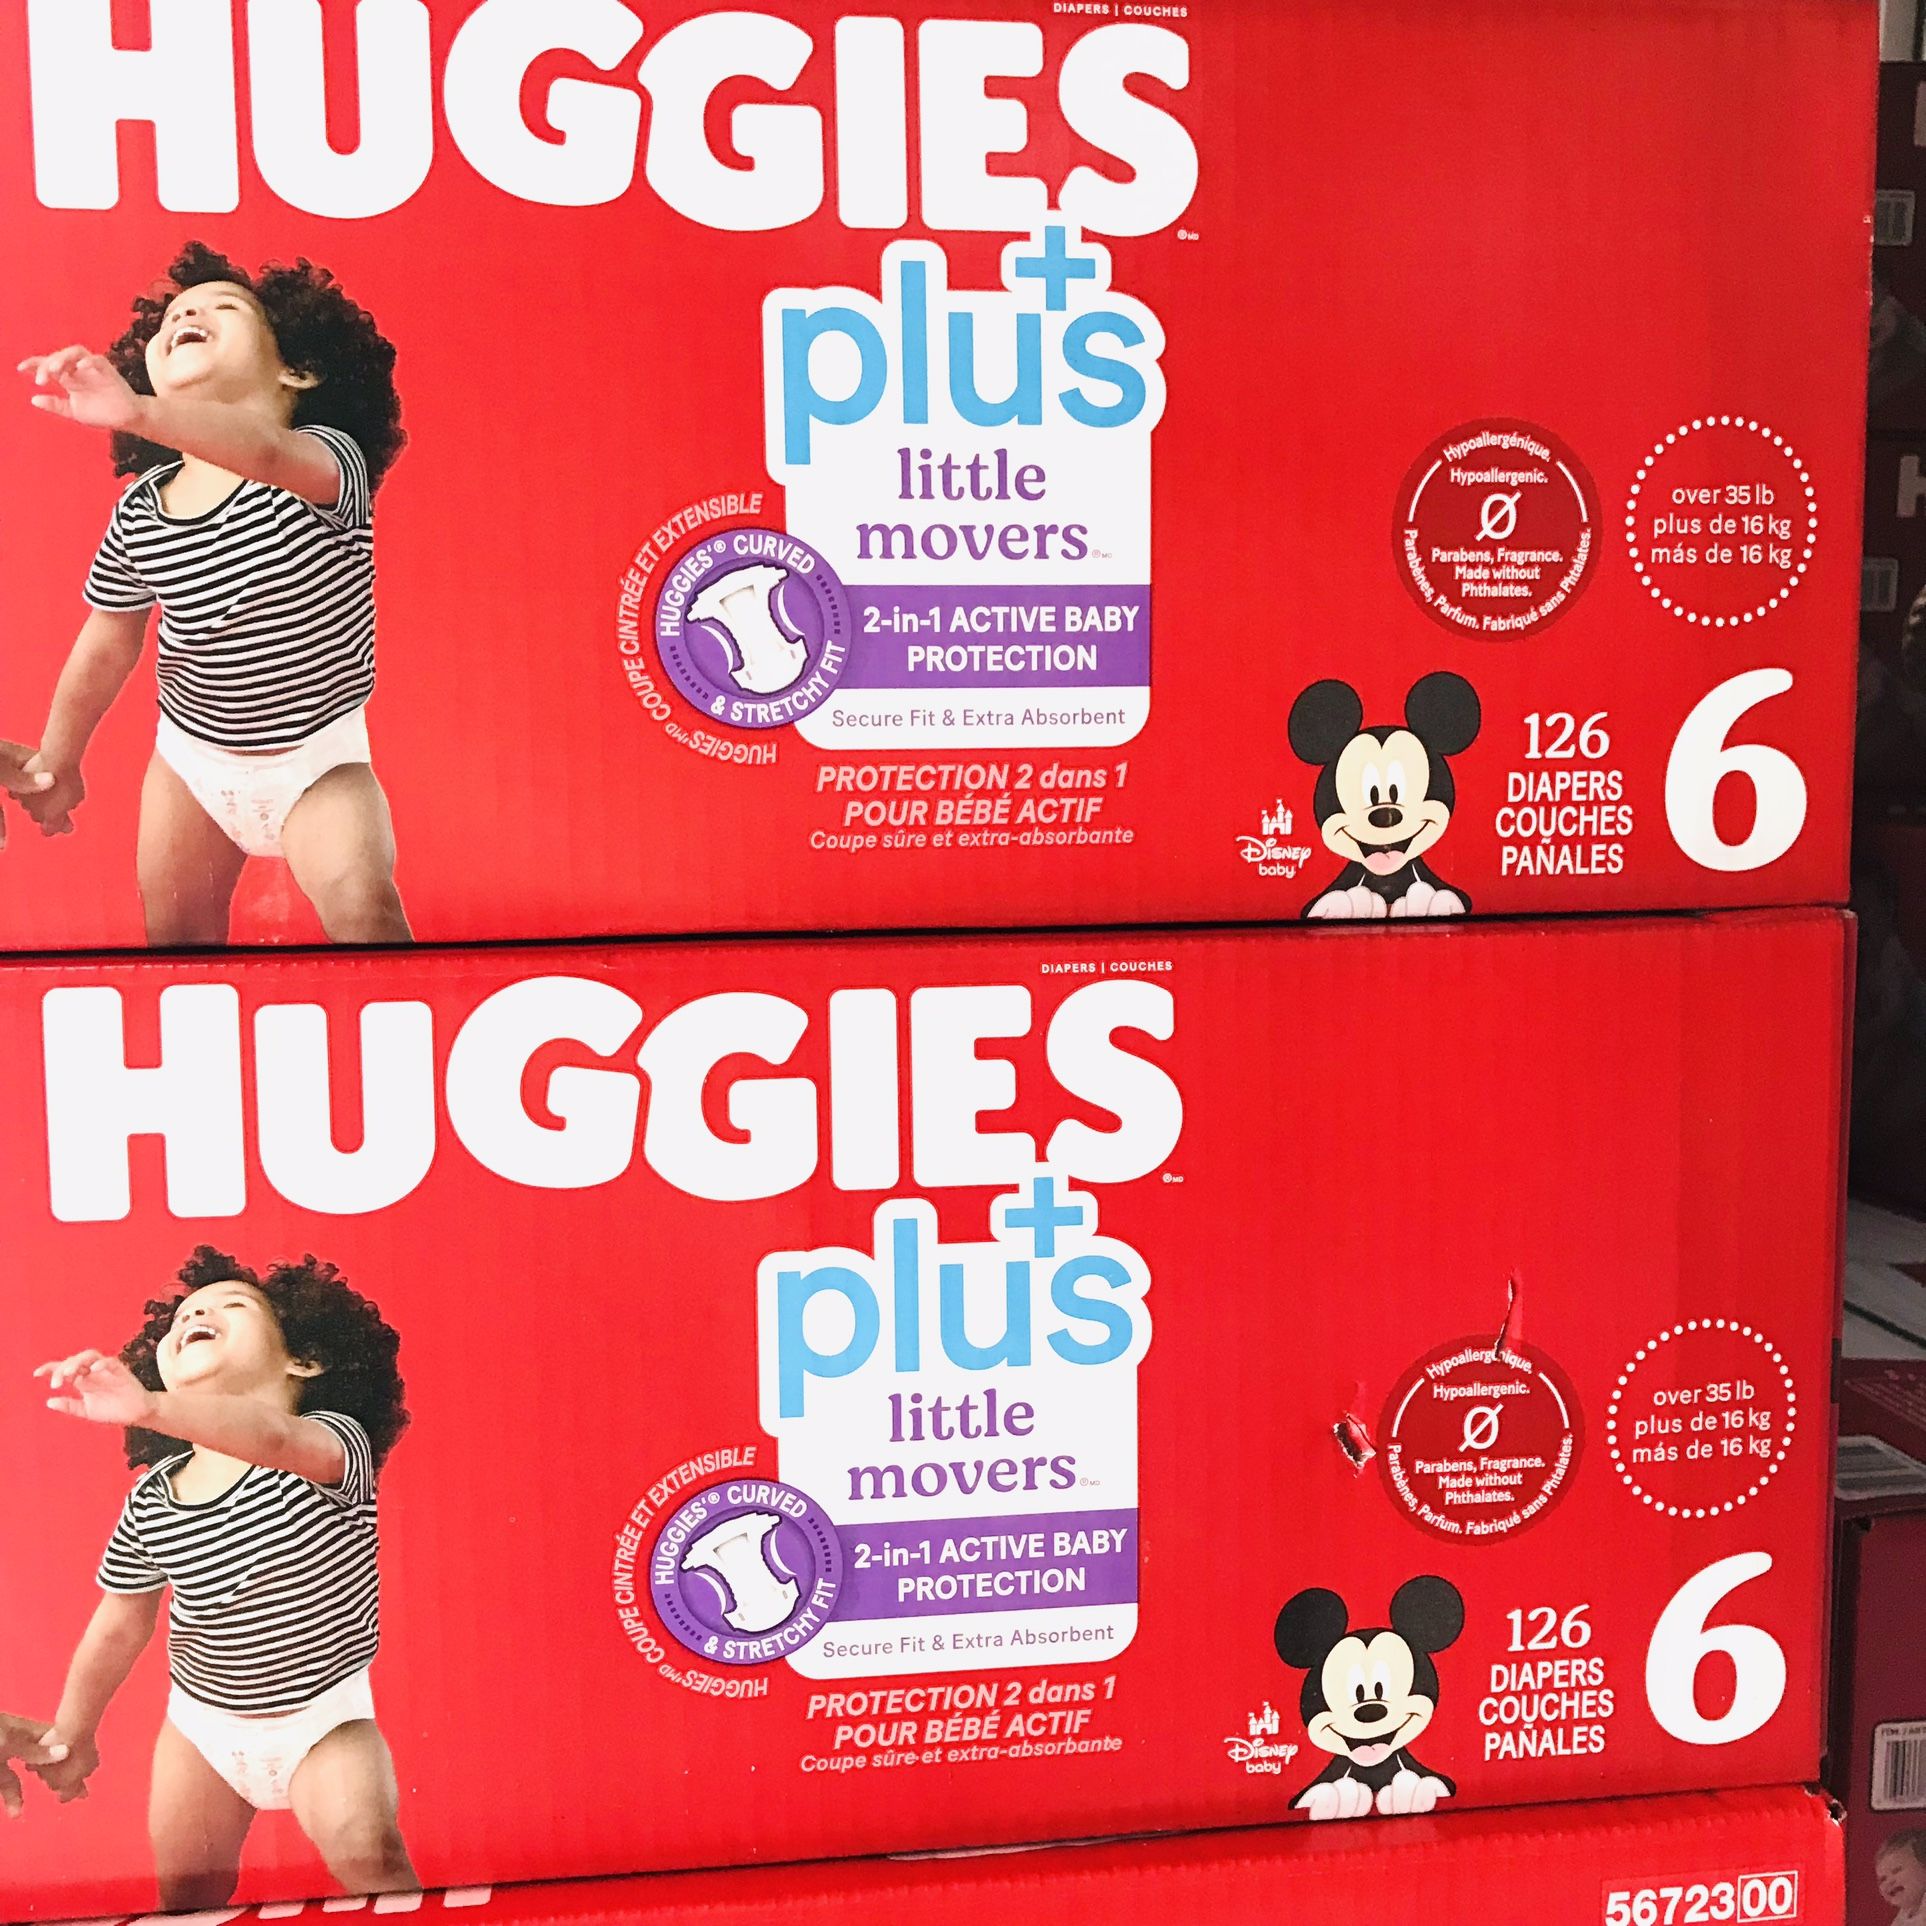 DIAPERS | COUCHES
HUGGIES
®MD
plus
little
movers
HUGGIES'® CURVED
& STRETCHY FIT
HUGGIES'MD COUPE CINTRÉE ET EXTENSIBLE
2-in-1 ACTIVE BABY
PROTECTION
Secure Fit & Extra Absorbent
PROTECTION 2 dans 1
POUR BÉBÉ ACTIF
Coupe sûre et extra-absorbante
Hypoallergénique.
Hypoallergenic.
Parabens, Fragrance.
Made without
Phthalates.
Parabènes, Parfum. Fabriqué sans Phtalates.
over 35 lb
plus de 16 kg
más de 16 kg
Disney
baby
126
DIAPERS
COUCHES
PAÑALES
6
DIAPERS | COUCHES
HUGGIES
®MD
plus
little
movers
HUGGIES'® CURVED
& STRETCHY FIT
HUGGIES'MD COUPE CINTRÉE ET EXTENSIBLE
2-in-1 ACTIVE BABY
PROTECTION
Secure Fit & Extra Absorbent
PROTECTION 2 dans 1
POUR BÉBÉ ACTIF
Coupe sûre et extra-absorbante
Hypoallergénique.
Hypoallergenic.
Parabens, Fragrance.
Made without
Phthalates.
Parabènes, Parfum. Fabriqué sans Phtalates.
over 35 lb
plus de 16 kg
más de 16 kg
Disney
baby
126
DIAPERS
COUCHES
PAÑALES
6
56723 00